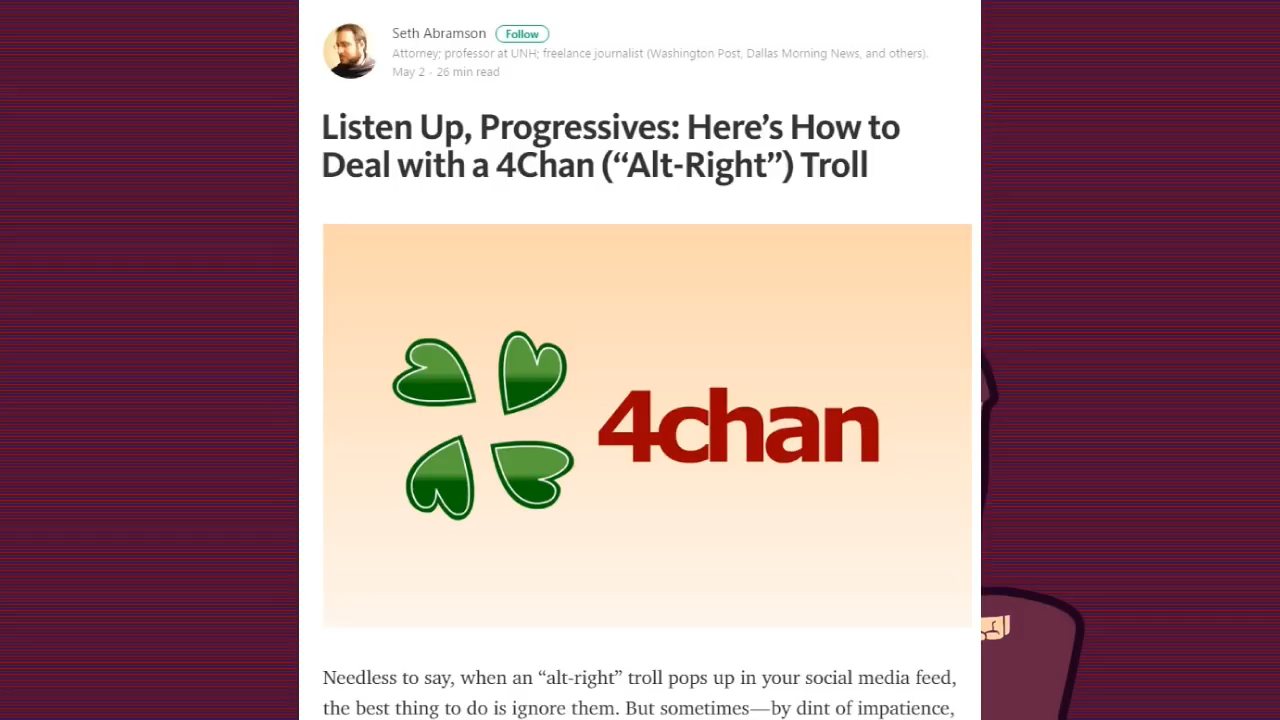 Seth Abramson Follow
Attorney; professor at UNH; freelance journalist (Washington Post, Dallas Morning News, and others).
May 2 · 26 min read
Listen Up, Progressives: Here’s How to
Deal with a 4Chan (“Alt-Right”) Troll
4chan
Needless to say, when an “alt-right” troll pops up in your social media feed,
the best thing to do is ignore them. But sometimes—by dint of impatience,